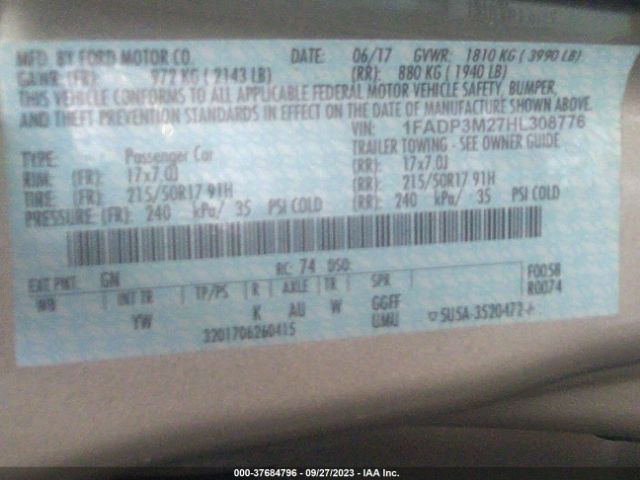 MFD. BY FORD MOTOR CO. DATE: 06/17 GVWR: 1810 KG ( 3990 LB)
GAWR: (FR): 972 KG ( 2143 LB) (RR): 880 KG ( 1940 LB)
THIS VEHICLE CONFORMS TO ALL APPLICABLE FEDERAL MOTOR VEHICLE SAFETY, BUMPER,
AND THEFT PREVENTION STANDARDS IN EFFECT ON THE DATE OF MANUFACTURE SHOWN ABOVE.
VIN: 1FADP3M27HL308776
TYPE: Passenger Car TRAILER TOWING - SEE OWNER GUIDE
RIM: (FR): 17x7.0J (RR): 17x7.0J
TIRE: (FR): 215/50R17 91H (RR): 215/50R17 91H
PRESSURE: (FR): 240 kPa/ 35 PSI COLD (RR): 240 kPa/ 35 PSI COLD
EXT PNT: GN RC: 74 DSO: F0058
WB INT TR TP/PS R AXLE TR SPR R0074
YW K AU W GGFF
UMU ▽SU5A-3520472-A
3201706260415
000-37684796 - 09/27/2023 - IAA Inc.